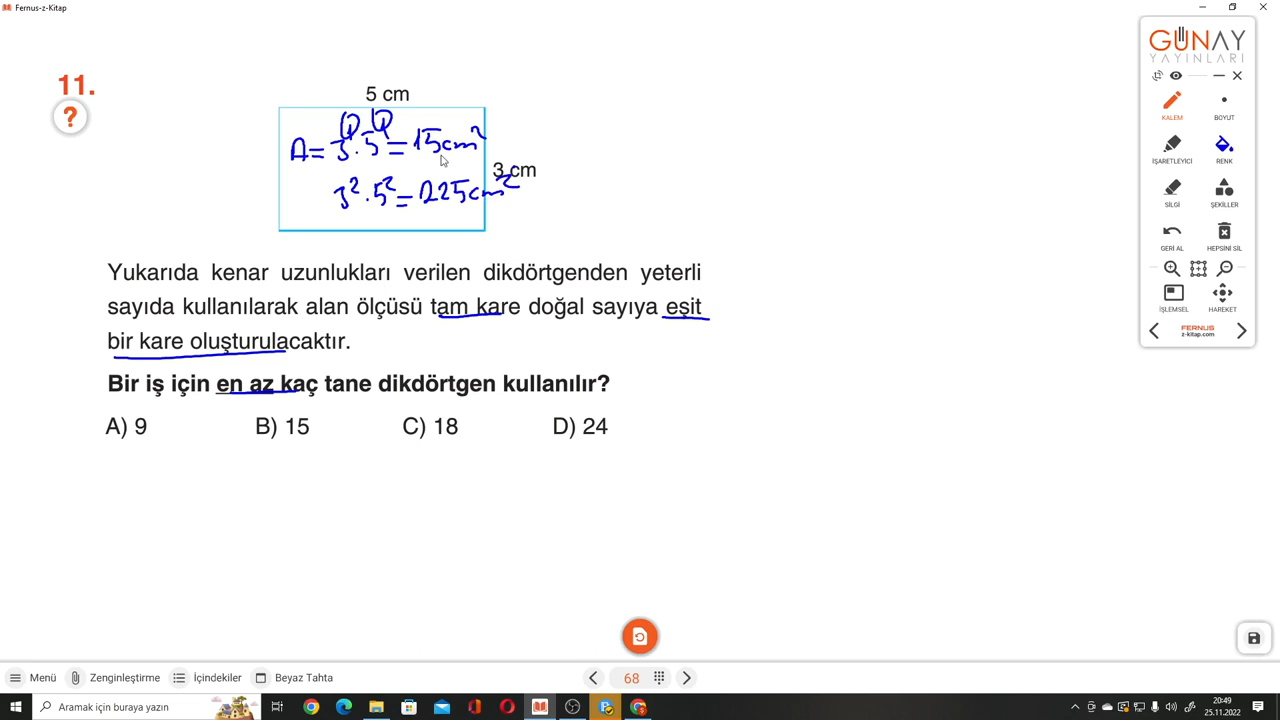 Fernus-z-Kitap
11.
?
5 cm
A = 3 . 5 = 15 cm²
3 cm
3² . 5² = 225 cm²
Yukarıda kenar uzunlukları verilen dikdörtgenden yeterli
sayıda kullanılarak alan ölçüsü tam kare doğal sayıya eşit
bir kare oluşturulacaktır.
Bir iş için en az kaç tane dikdörtgen kullanılır?
A) 9 B) 15 C) 18 D) 24
GÜNAY
YAYINLARI
KALEM BOYUT
İŞARETLEYİCİ RENK
SİLGİ ŞEKİLLER
GERİ AL HEPSİNİ SİL
İŞLEMSEL HAREKET
FERNUS
z-kitap.com
Menü Zenginleştirme İçindekiler Beyaz Tahta 68
Aramak için buraya yazın
20:49
25.11.2022